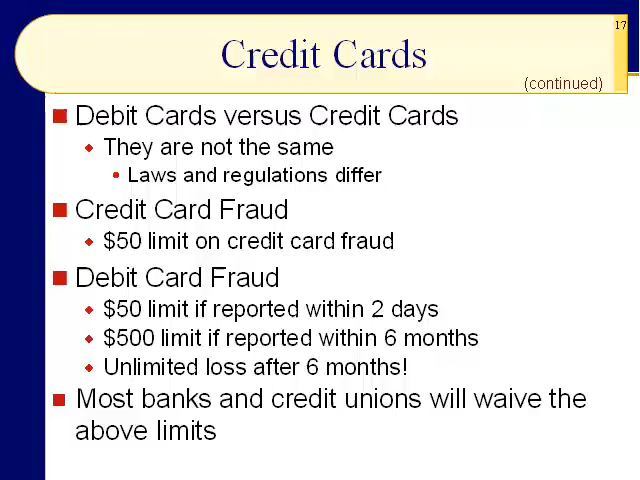 17
Credit Cards
(continued)
Debit Cards versus Credit Cards
They are not the same
Laws and regulations differ
Credit Card Fraud
$50 limit on credit card fraud
Debit Card Fraud
$50 limit if reported within 2 days
$500 limit if reported within 6 months
Unlimited loss after 6 months!
Most banks and credit unions will waive the
above limits